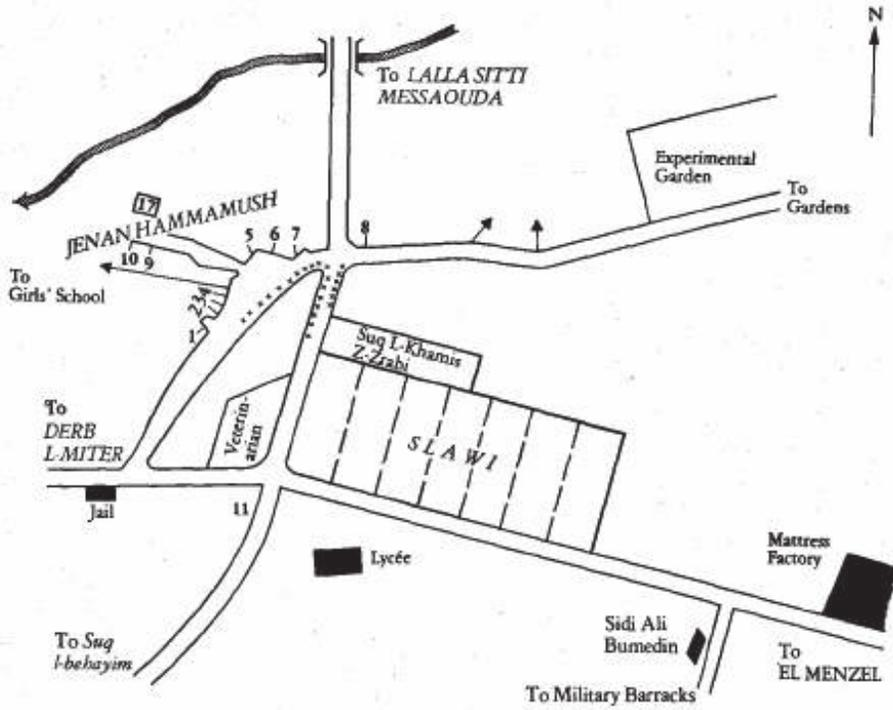 N
To LALLA SITTI
MESSAOUDA
Experimental
Garden
To
Gardens
17
JENAN HAMMAMUSH
5
6
7
8
10
9
To
Girls' School
4
3
2
1
Suq L-Khamis
Z-Zrabi
To
DERB
L-MITER
Veterin-
arian
SLAWI
Jail
11
Lycée
Mattress
Factory
To Suq
l-behayim
Sidi Ali
Bumedin
To
EL MENZEL
To Military Barracks